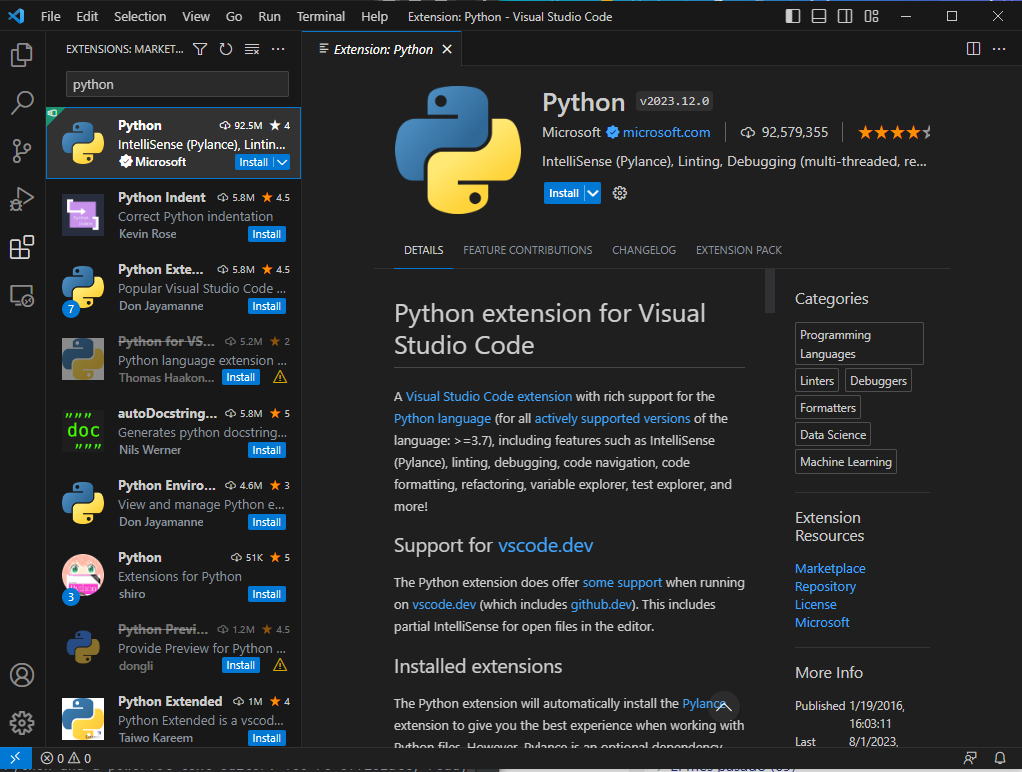 File Edit Selection View Go Run Terminal Help Extension: Python - Visual Studio Code
EXTENSIONS: MARKET...
python
Python 92.5M 4
IntelliSense (Pylance), Lintin...
Microsoft Install
Python Indent 5.8M 4.5
Correct Python indentation
Kevin Rose Install
Python Exte... 5.8M 4.5
Popular Visual Studio Code ...
7 Don Jayamanne Install
Python for VS... 5.2M 2
Python language extension ...
Thomas Haakon... Install
""" autoDocstring... 5.8M 5
doc Generates python docstring...
""" Nils Werner Install
Python Enviro... 4.6M 3
View and manage Python e...
Don Jayamanne Install
Python 51K 5
Extensions for Python
3 shiro Install
Python Previ... 1.2M 4.5
Provide Preview for Python ...
dongli Install
Python Extended 1M 4
Python Extended is a vscod...
Taiwo Kareem Install
Extension: Python
Python v2023.12.0
Microsoft microsoft.com 92,579,355
IntelliSense (Pylance), Linting, Debugging (multi-threaded, re...
Install
DETAILS FEATURE CONTRIBUTIONS CHANGELOG EXTENSION PACK
Python extension for Visual
Studio Code
A Visual Studio Code extension with rich support for the
Python language (for all actively supported versions of the
language: >=3.7), including features such as IntelliSense
(Pylance), linting, debugging, code navigation, code
formatting, refactoring, variable explorer, test explorer, and
more!
Support for vscode.dev
The Python extension does offer some support when running
on vscode.dev (which includes github.dev). This includes
partial IntelliSense for open files in the editor.
Installed extensions
The Python extension will automatically install the Pylance
extension to give you the best experience when working with
Python files. However, Pylance is an optional dependency,
Categories
Programming
Languages
Linters Debuggers
Formatters
Data Science
Machine Learning
Extension
Resources
Marketplace
Repository
License
Microsoft
More Info
Published 1/19/2016,
16:03:11
Last 8/1/2023,
0 0